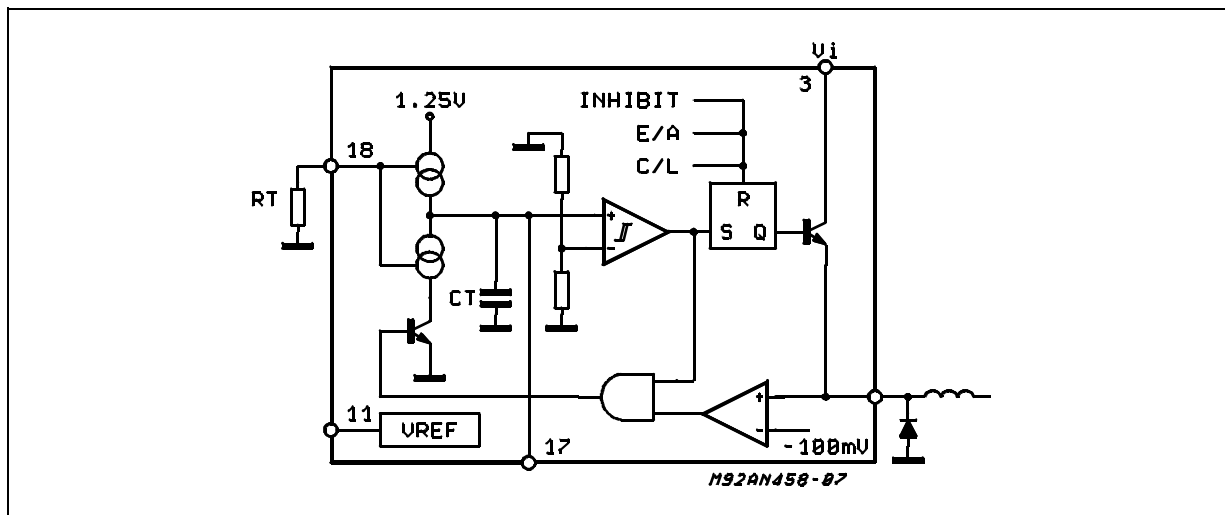 Vi
3
1.25V
INHIBIT
E/A
C/L
18
RT
R
S Q
+
-
CT
11
VREF
17
+
-
-100mV
M92AN458-07